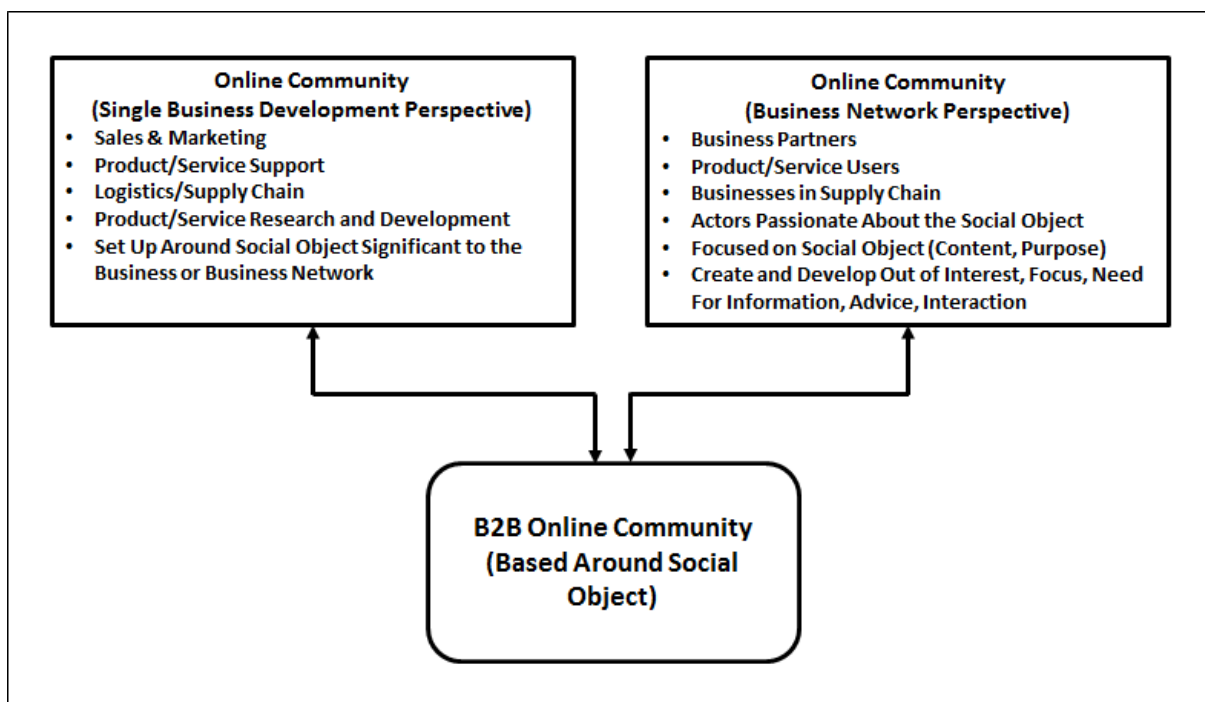 Online Community
(Single Business Development Perspective)
• Sales & Marketing
• Product/Service Support
• Logistics/Supply Chain
• Product/Service Research and Development
• Set Up Around Social Object Significant to the
Business or Business Network
Online Community
(Business Network Perspective)
• Business Partners
• Product/Service Users
• Businesses in Supply Chain
• Actors Passionate About the Social Object
• Focused on Social Object (Content, Purpose)
• Create and Develop Out of Interest, Focus, Need
For Information, Advice, Interaction
B2B Online Community
(Based Around Social
Object)